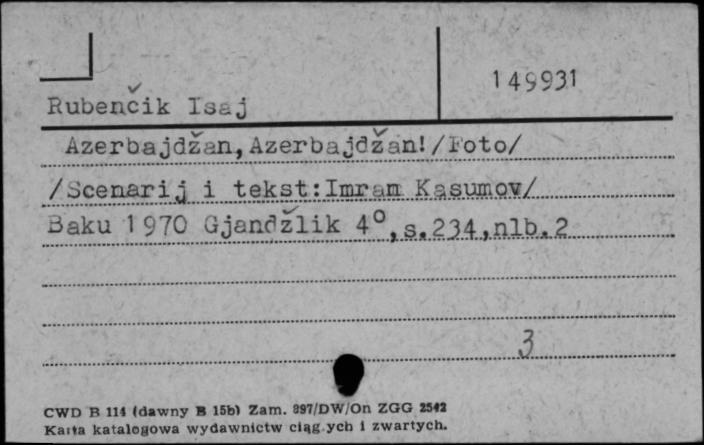 149931
Rubenčik Isaj
Azerbajdžan, Azerbajdžan!/Foto/
/Scenarij i tekst:Imram Kasumov/
Baku 1970 Gjandžlik 4°,s.234,nlb.2
3
CWD B 114 (dawny B 15b) Zam. 897/DW/On ZGG 2542
Karta katalogowa wydawnictw ciąg.ych i zwartych.